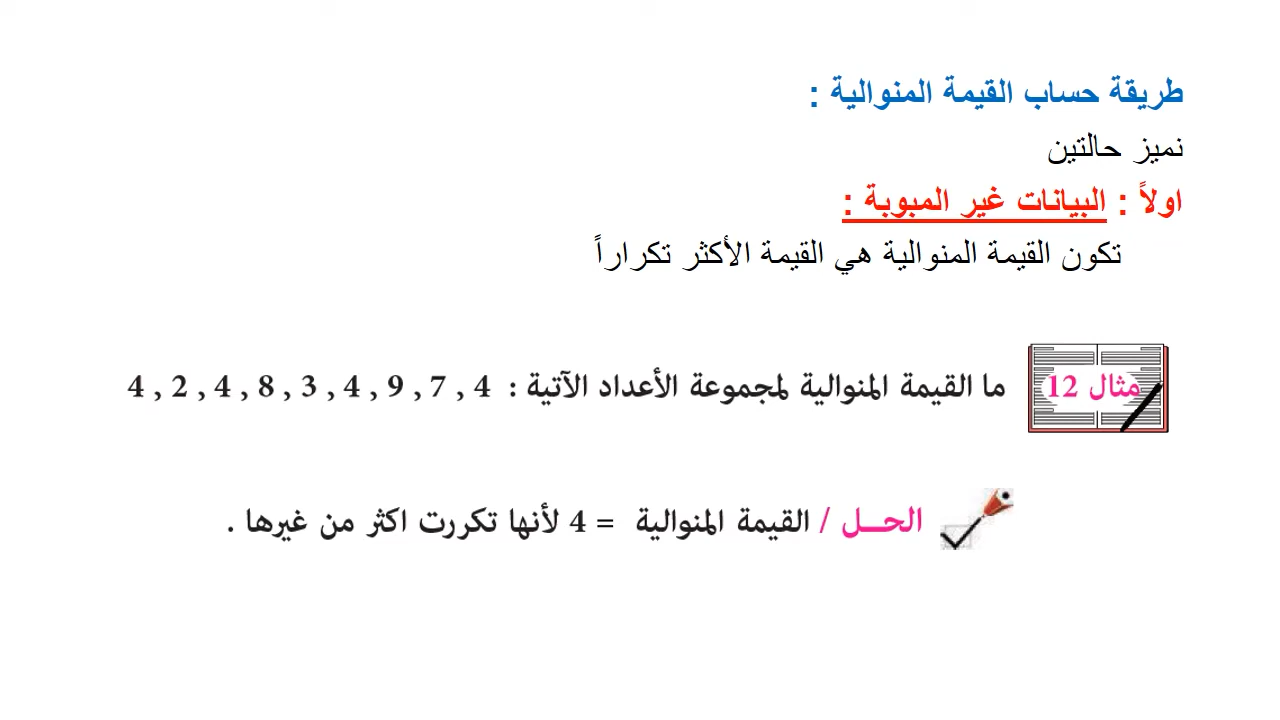 طريقة حساب القيمة المنوالية :
نميز حالتين
اولاً : البيانات غير المبوبة :
تكون القيمة المنوالية هي القيمة الأكثر تكراراً
مثال 12
ما القيمة المنوالية لمجموعة الأعداد الآتية : 4 , 7 , 9 , 4 , 3 , 8 , 4 , 2 , 4
الحـــل / القيمة المنوالية = 4 لأنها تكررت اكثر من غيرها .